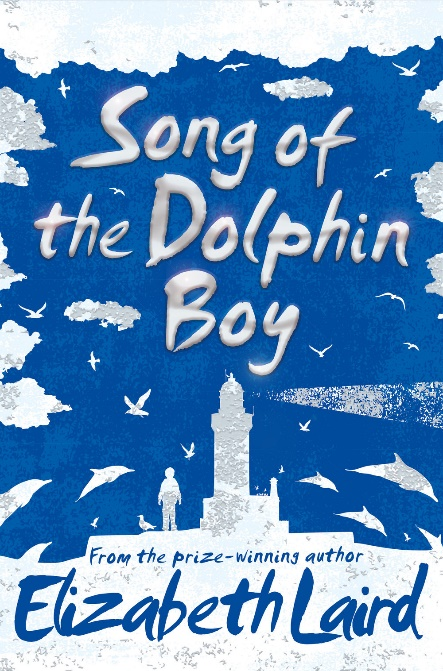 Song of
the Dolphin
Boy
From the prize-winning author
Elizabeth Laird